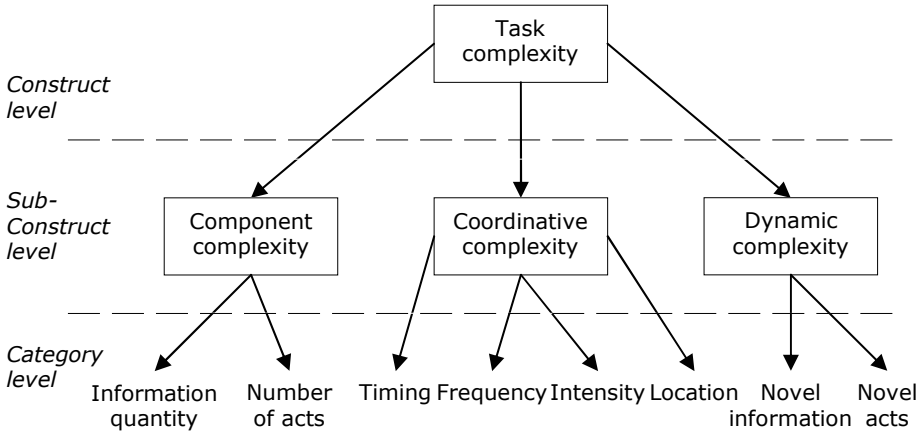 Task
complexity
Construct
level
Sub-
Construct
level
Component
complexity
Coordinative
complexity
Dynamic
complexity
Category
level
Information
quantity
Number
of acts
Timing
Frequency
Intensity
Location
Novel
information
Novel
acts